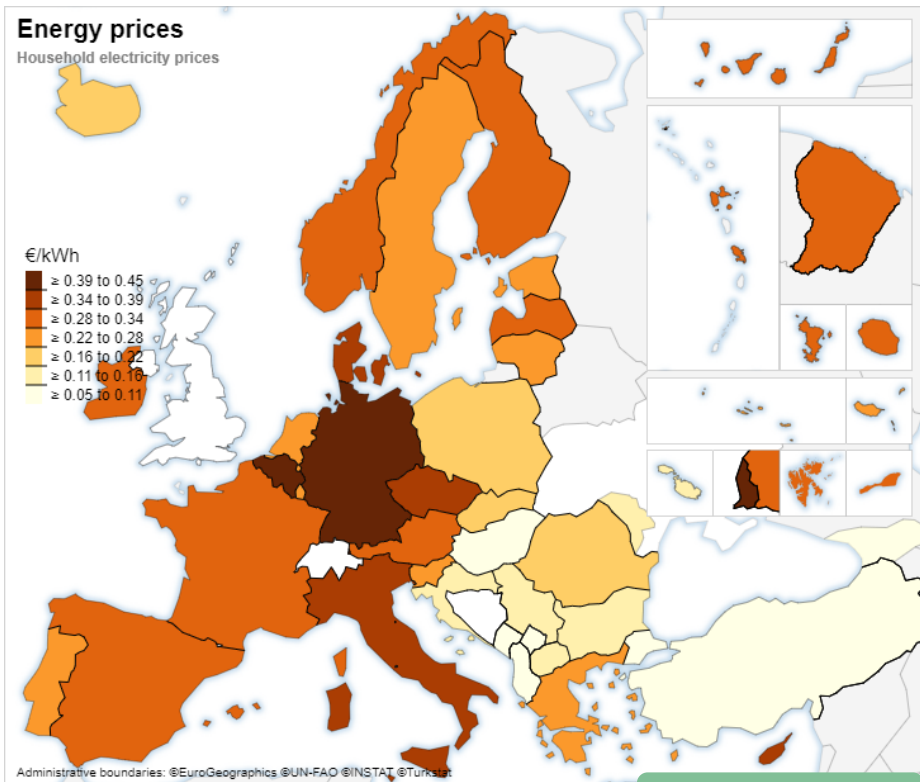 Energy prices
Household electricity prices
€/kWh
≥ 0.39 to 0.45
≥ 0.34 to 0.39
≥ 0.28 to 0.34
≥ 0.22 to 0.28
≥ 0.16 to 0.22
≥ 0.11 to 0.16
≥ 0.05 to 0.11
Administrative boundaries: ©EuroGeographics ©UN-FAO ©INSTAT ©Turkstat